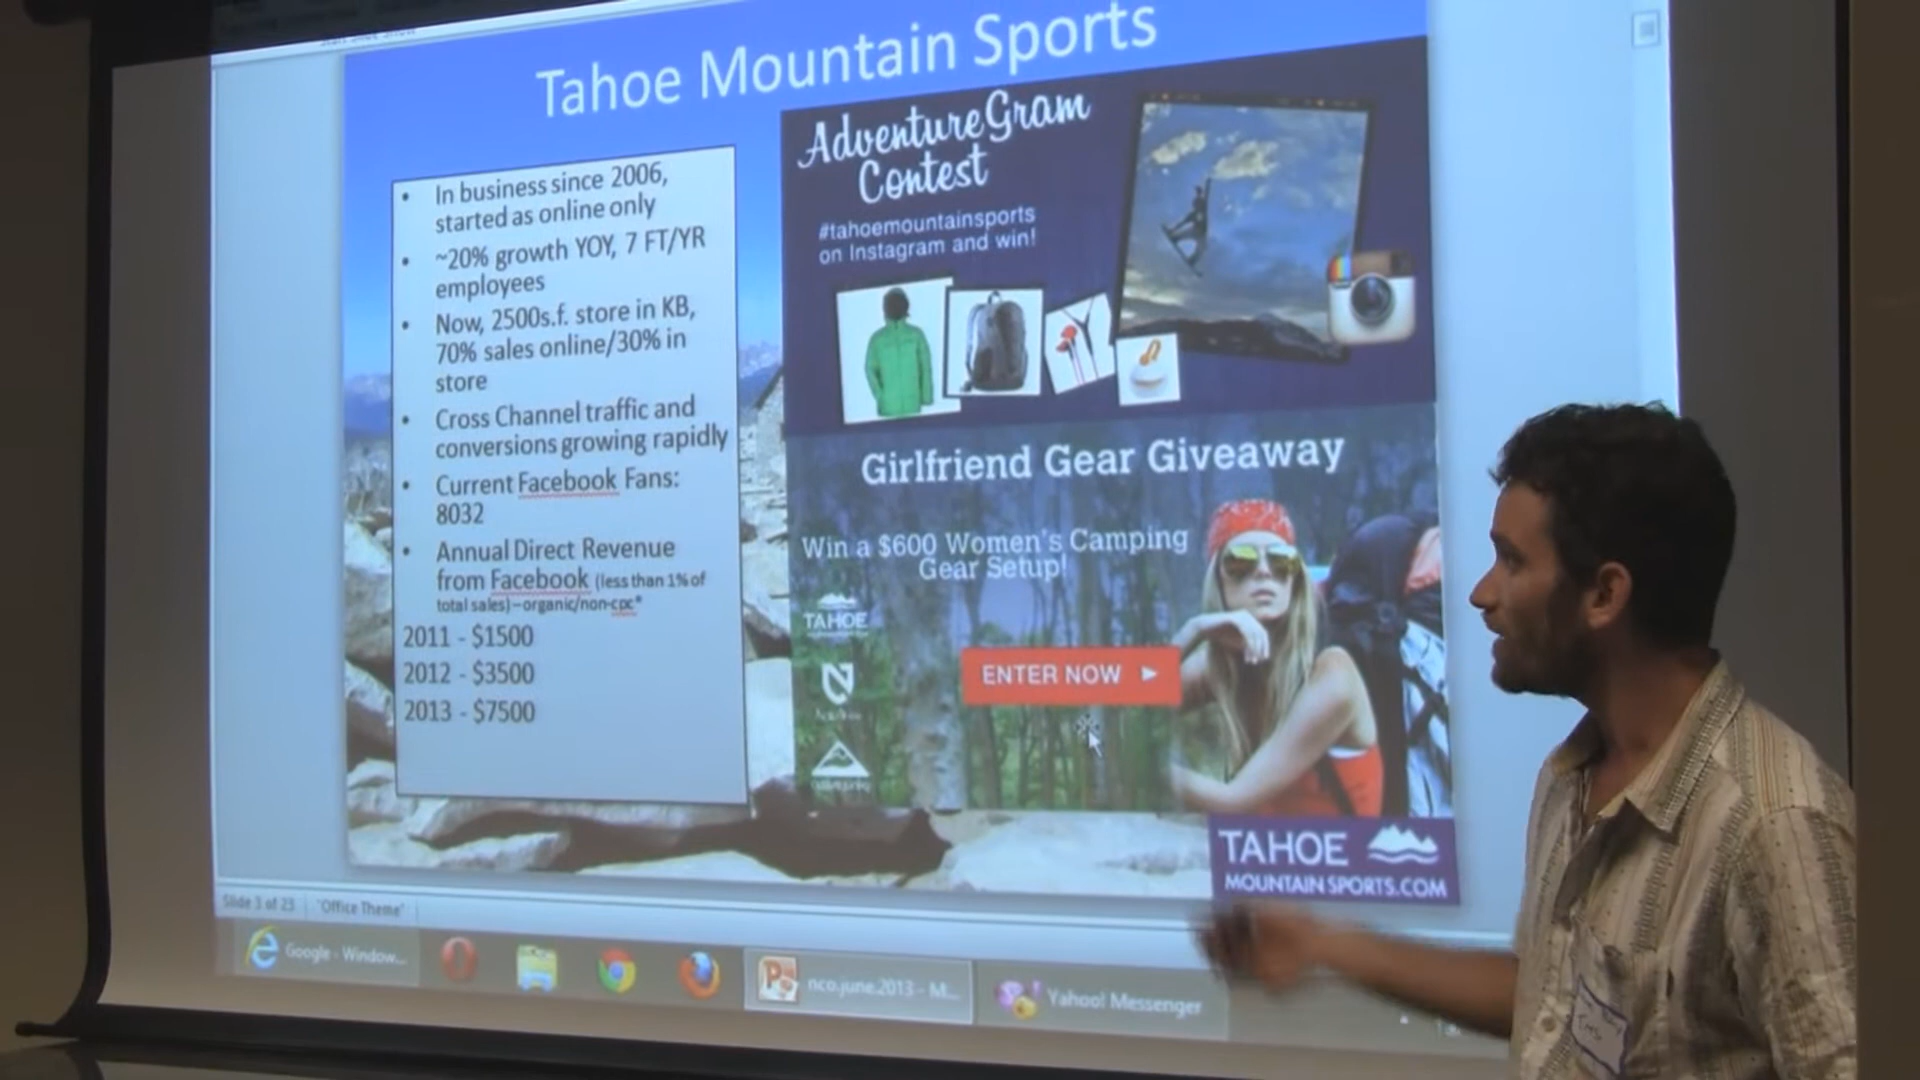 Tahoe Mountain Sports
• In business since 2006,
started as online only
• ~20% growth YOY, 7 FT/YR
employees
• Now, 2500s.f. store in KB,
70% sales online/30% in
store
• Cross Channel traffic and
conversions growing rapidly
• Current Facebook Fans:
8032
• Annual Direct Revenue
from Facebook (less than 1% of
total sales) – organic/non-cpc*
2011 - $1500
2012 - $3500
2013 - $7500
AdventureGram
Contest
#tahoemountainsports
on Instagram and win!
Girlfriend Gear Giveaway
Win a $600 Women's Camping
Gear Setup!
TAHOE
ENTER NOW
TAHOE
MOUNTAINSPORTS.COM
Slide 3 of 23 "Office Theme"
Google - Window...
nco.june.2013 - M...
Yahoo! Messenger